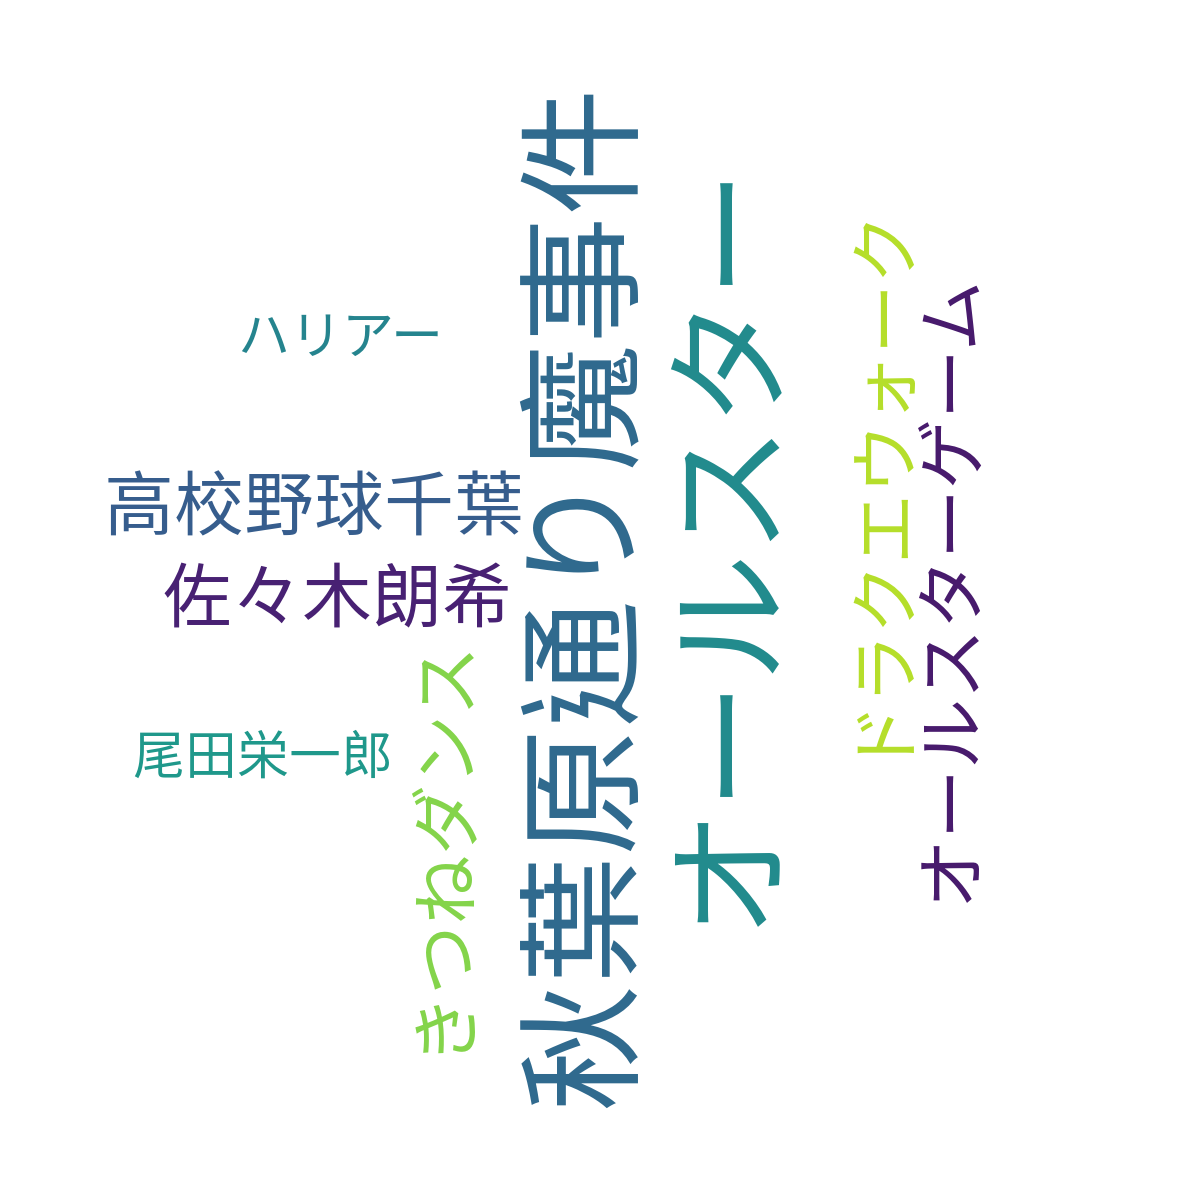 ハリアー
高校野球千葉
佐々木朗希
尾田栄一郎
きつねダンス
秋葉原通り魔事件
オールスター
ドラクエウォーク
オールスターゲーム